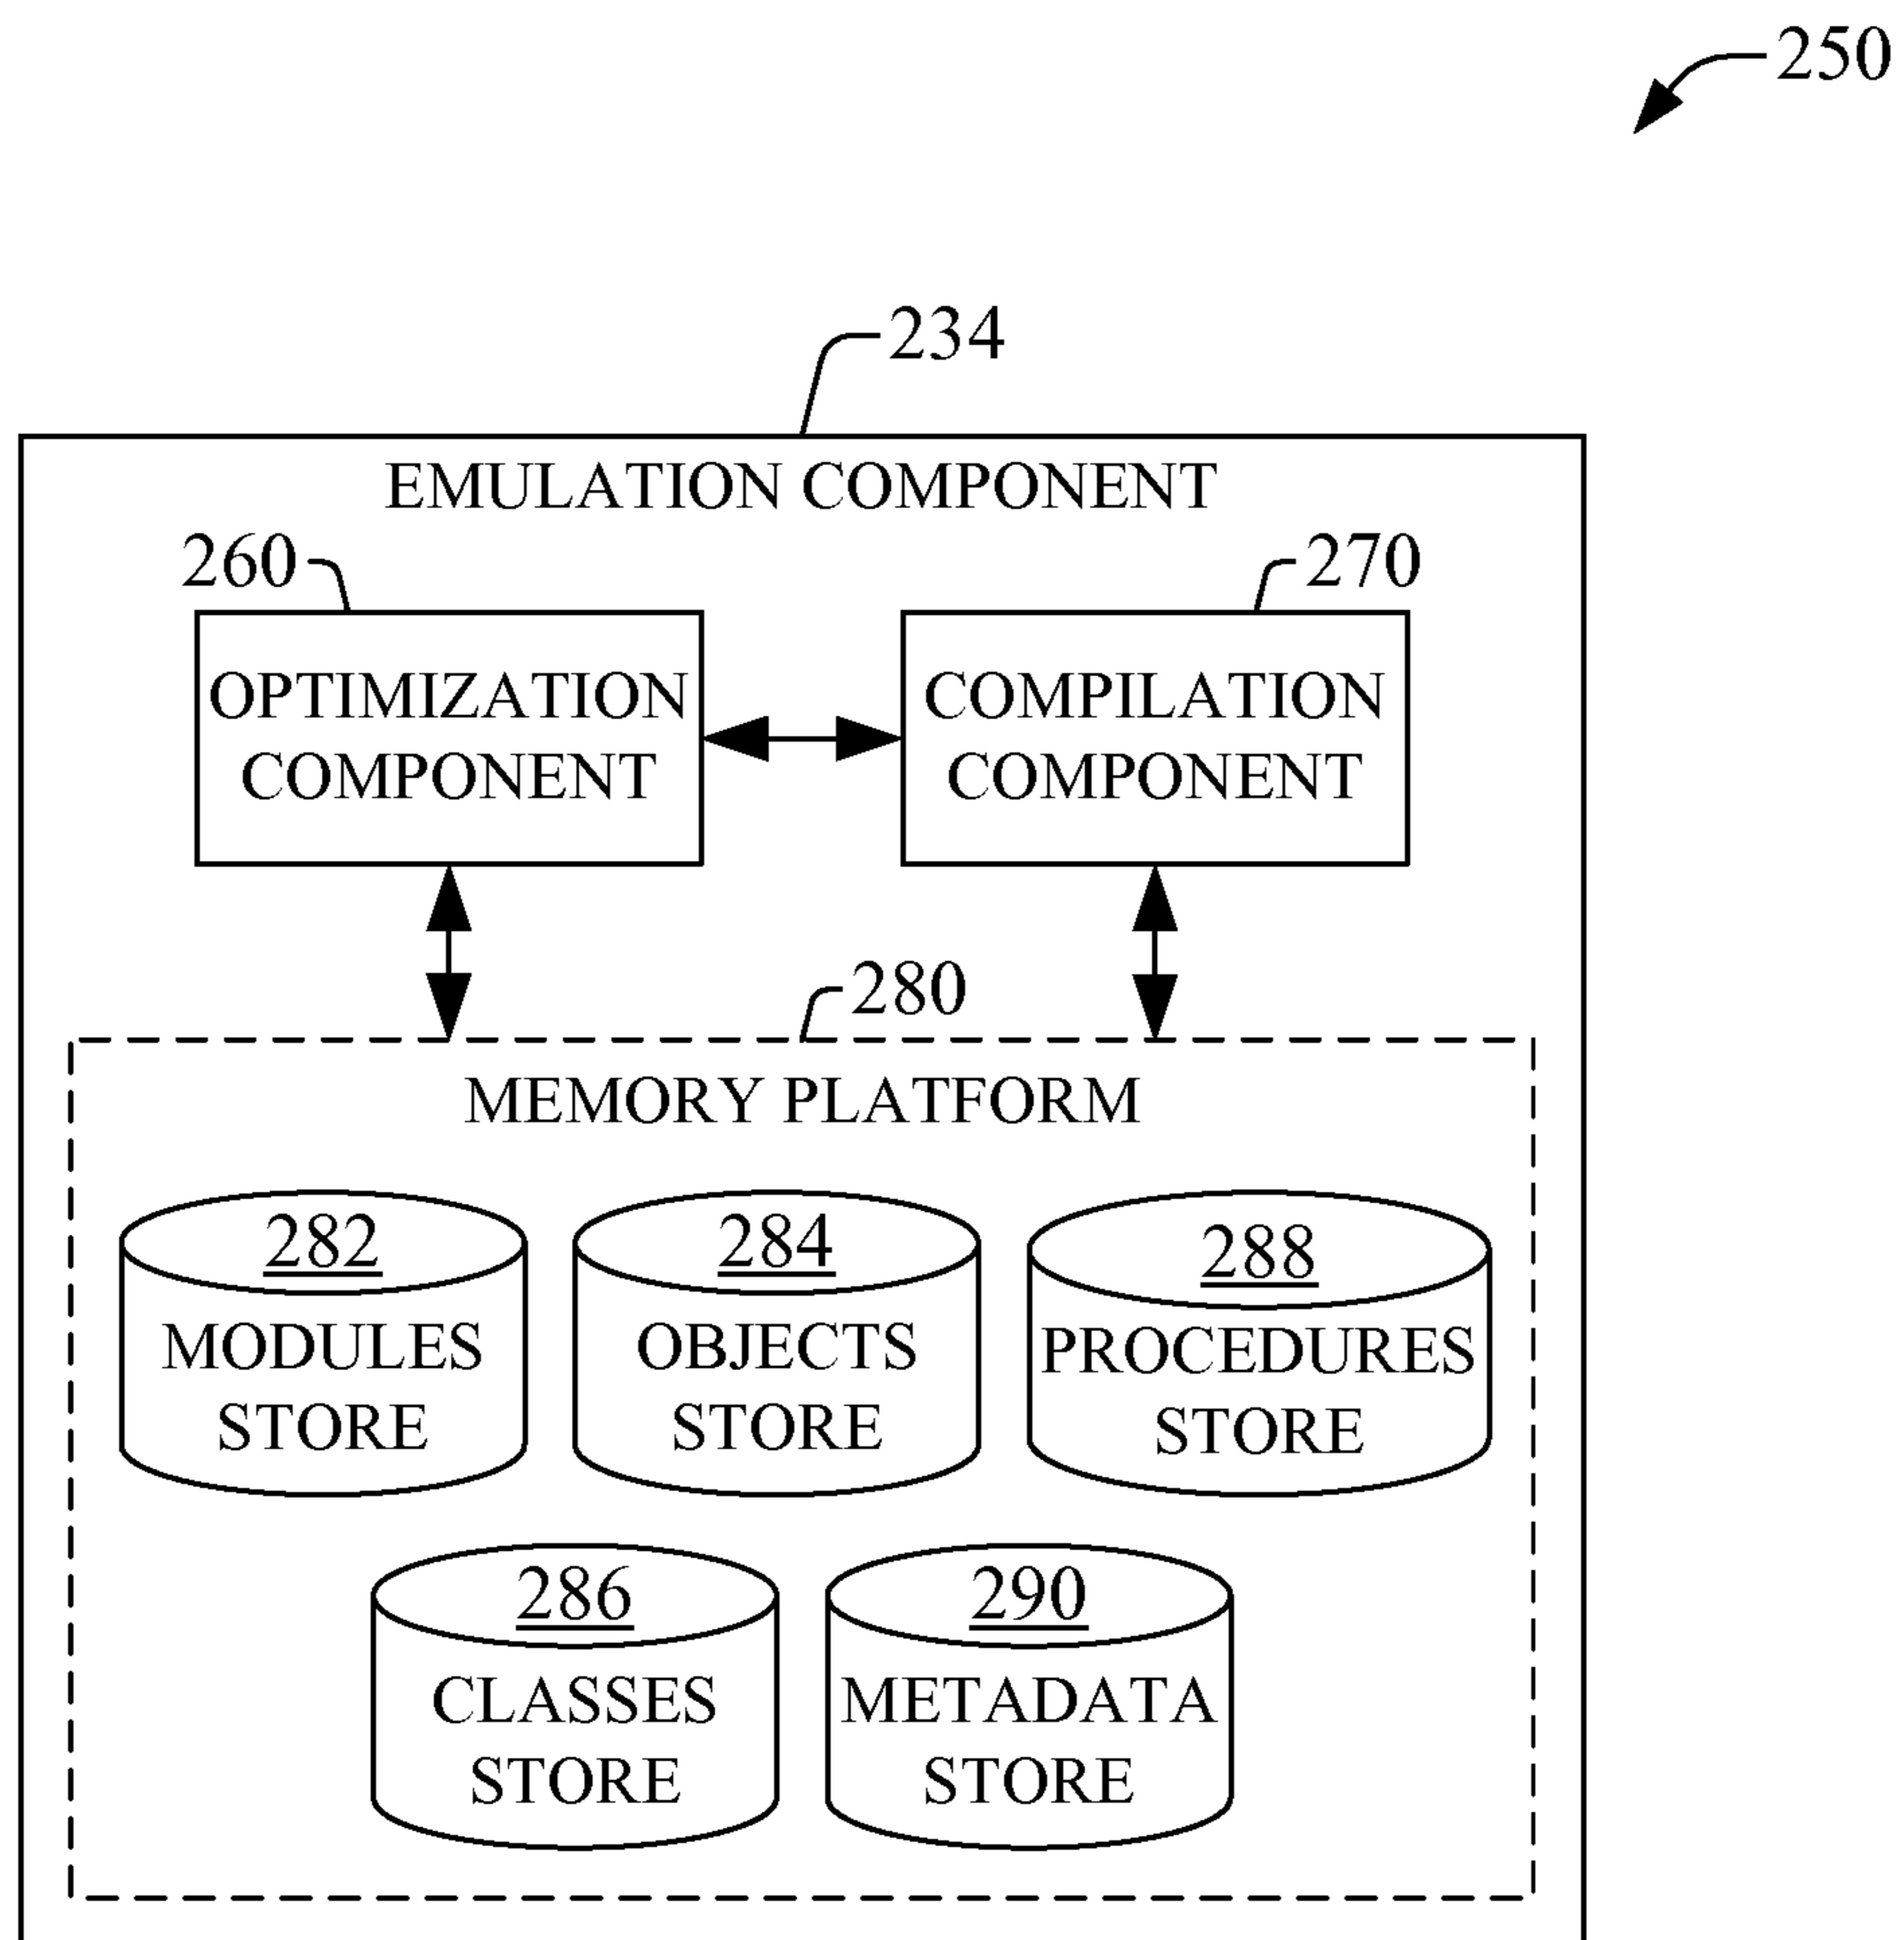 250
234
EMULATION COMPONENT
260
270
OPTIMIZATION
COMPONENT
COMPILATION
COMPONENT
280
MEMORY PLATFORM
282
MODULES
STORE
284
OBJECTS
STORE
288
PROCEDURES
STORE
286
CLASSES
STORE
290
METADATA
STORE